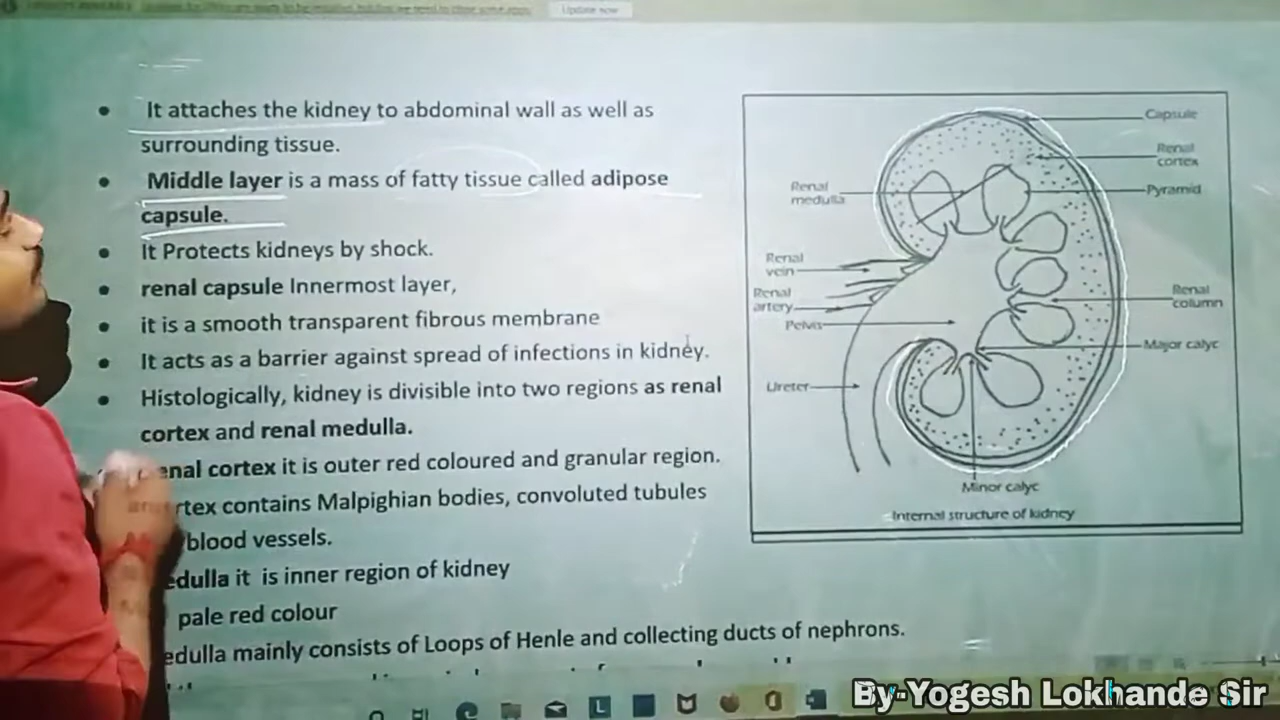 Update now
It attaches the kidney to abdominal wall as well as
surrounding tissue.
Middle layer is a mass of fatty tissue called adipose
capsule.
It Protects kidneys by shock.
renal capsule Innermost layer,
it is a smooth transparent fibrous membrane
It acts as a barrier against spread of infections in kidney.
Histologically, kidney is divisible into two regions as renal
cortex and renal medulla.
enal cortex it is outer red coloured and granular region.
rtex contains Malpighian bodies, convoluted tubules
blood vessels.
edulla it is inner region of kidney
pale red colour
edulla mainly consists of Loops of Henle and collecting ducts of nephrons.
Capsule
Renal
cortex
Renal
medulla
Pyramid
Renal
vein
Renal
artery
Renal
column
Pelvis
Major calyc
Ureter
Minor calyc
Internal structure of kidney
By-Yogesh Lokhande Sir